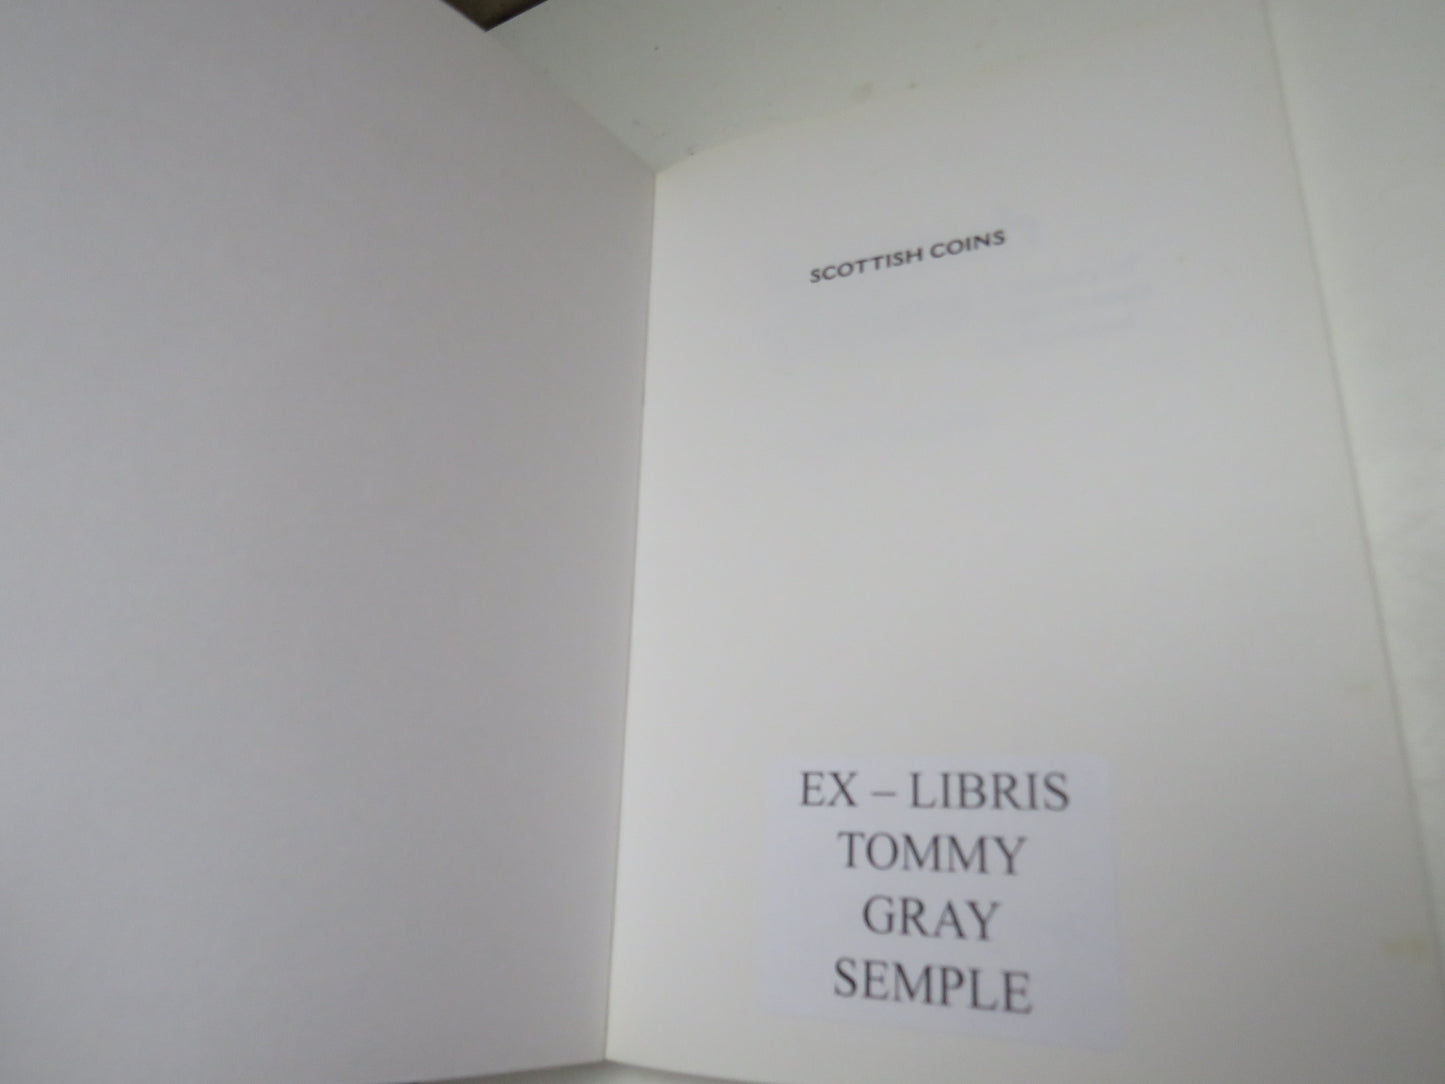 SCOTTISH COINS
EX – LIBRIS
TOMMY
GRAY
SEMPLE